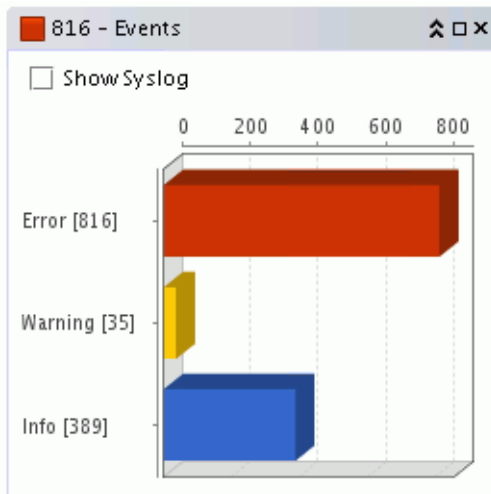 816 - Events
Show Syslog
0 200 400 600 800
Error [816]
Warning [35]
Info [389]